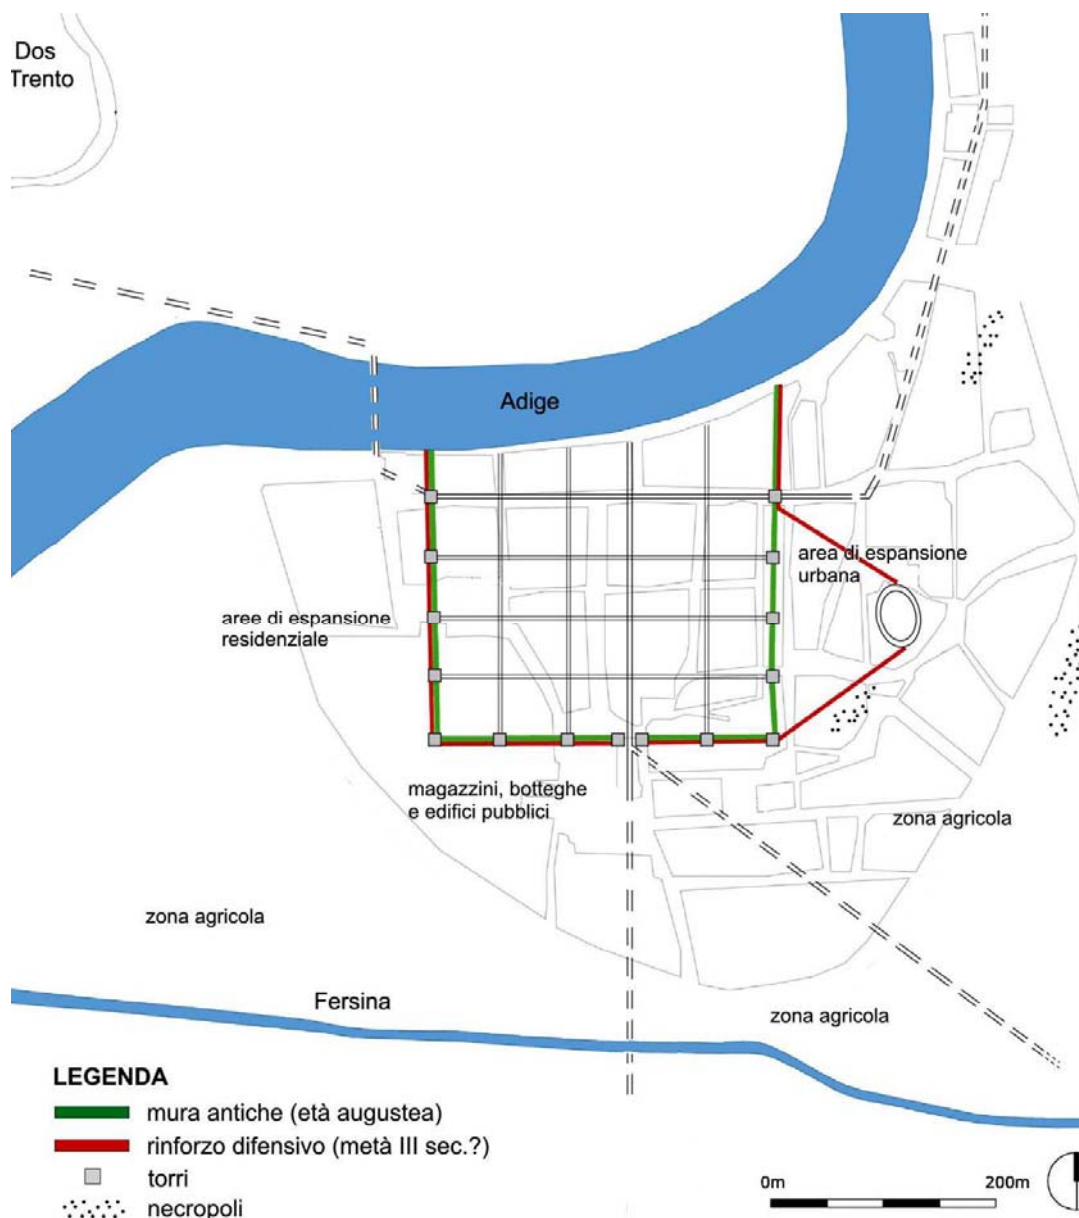 Dos
Trento
Adige
area di espansione
urbana
aree di espansione
residenziale
magazzini, botteghe
e edifici pubblici
zona agricola
zona agricola
Fersina
zona agricola
LEGENDA
mura antiche (età augustea)
rinforzo difensivo (metà III sec.?)
torri
necropoli
0m
200m